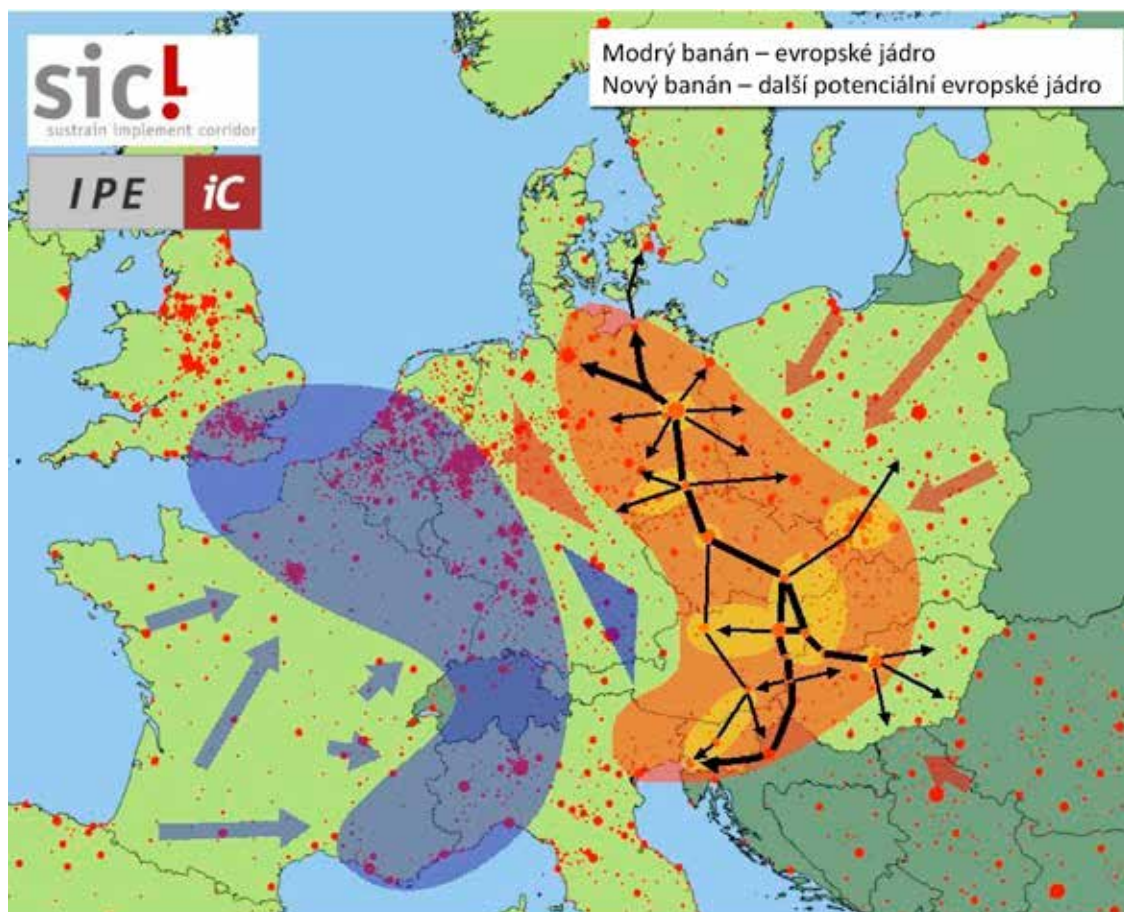 sic!
sustrain implement corridor
IPE iC
Modrý banán – evropské jádro
Nový banán – další potenciální evropské jádro